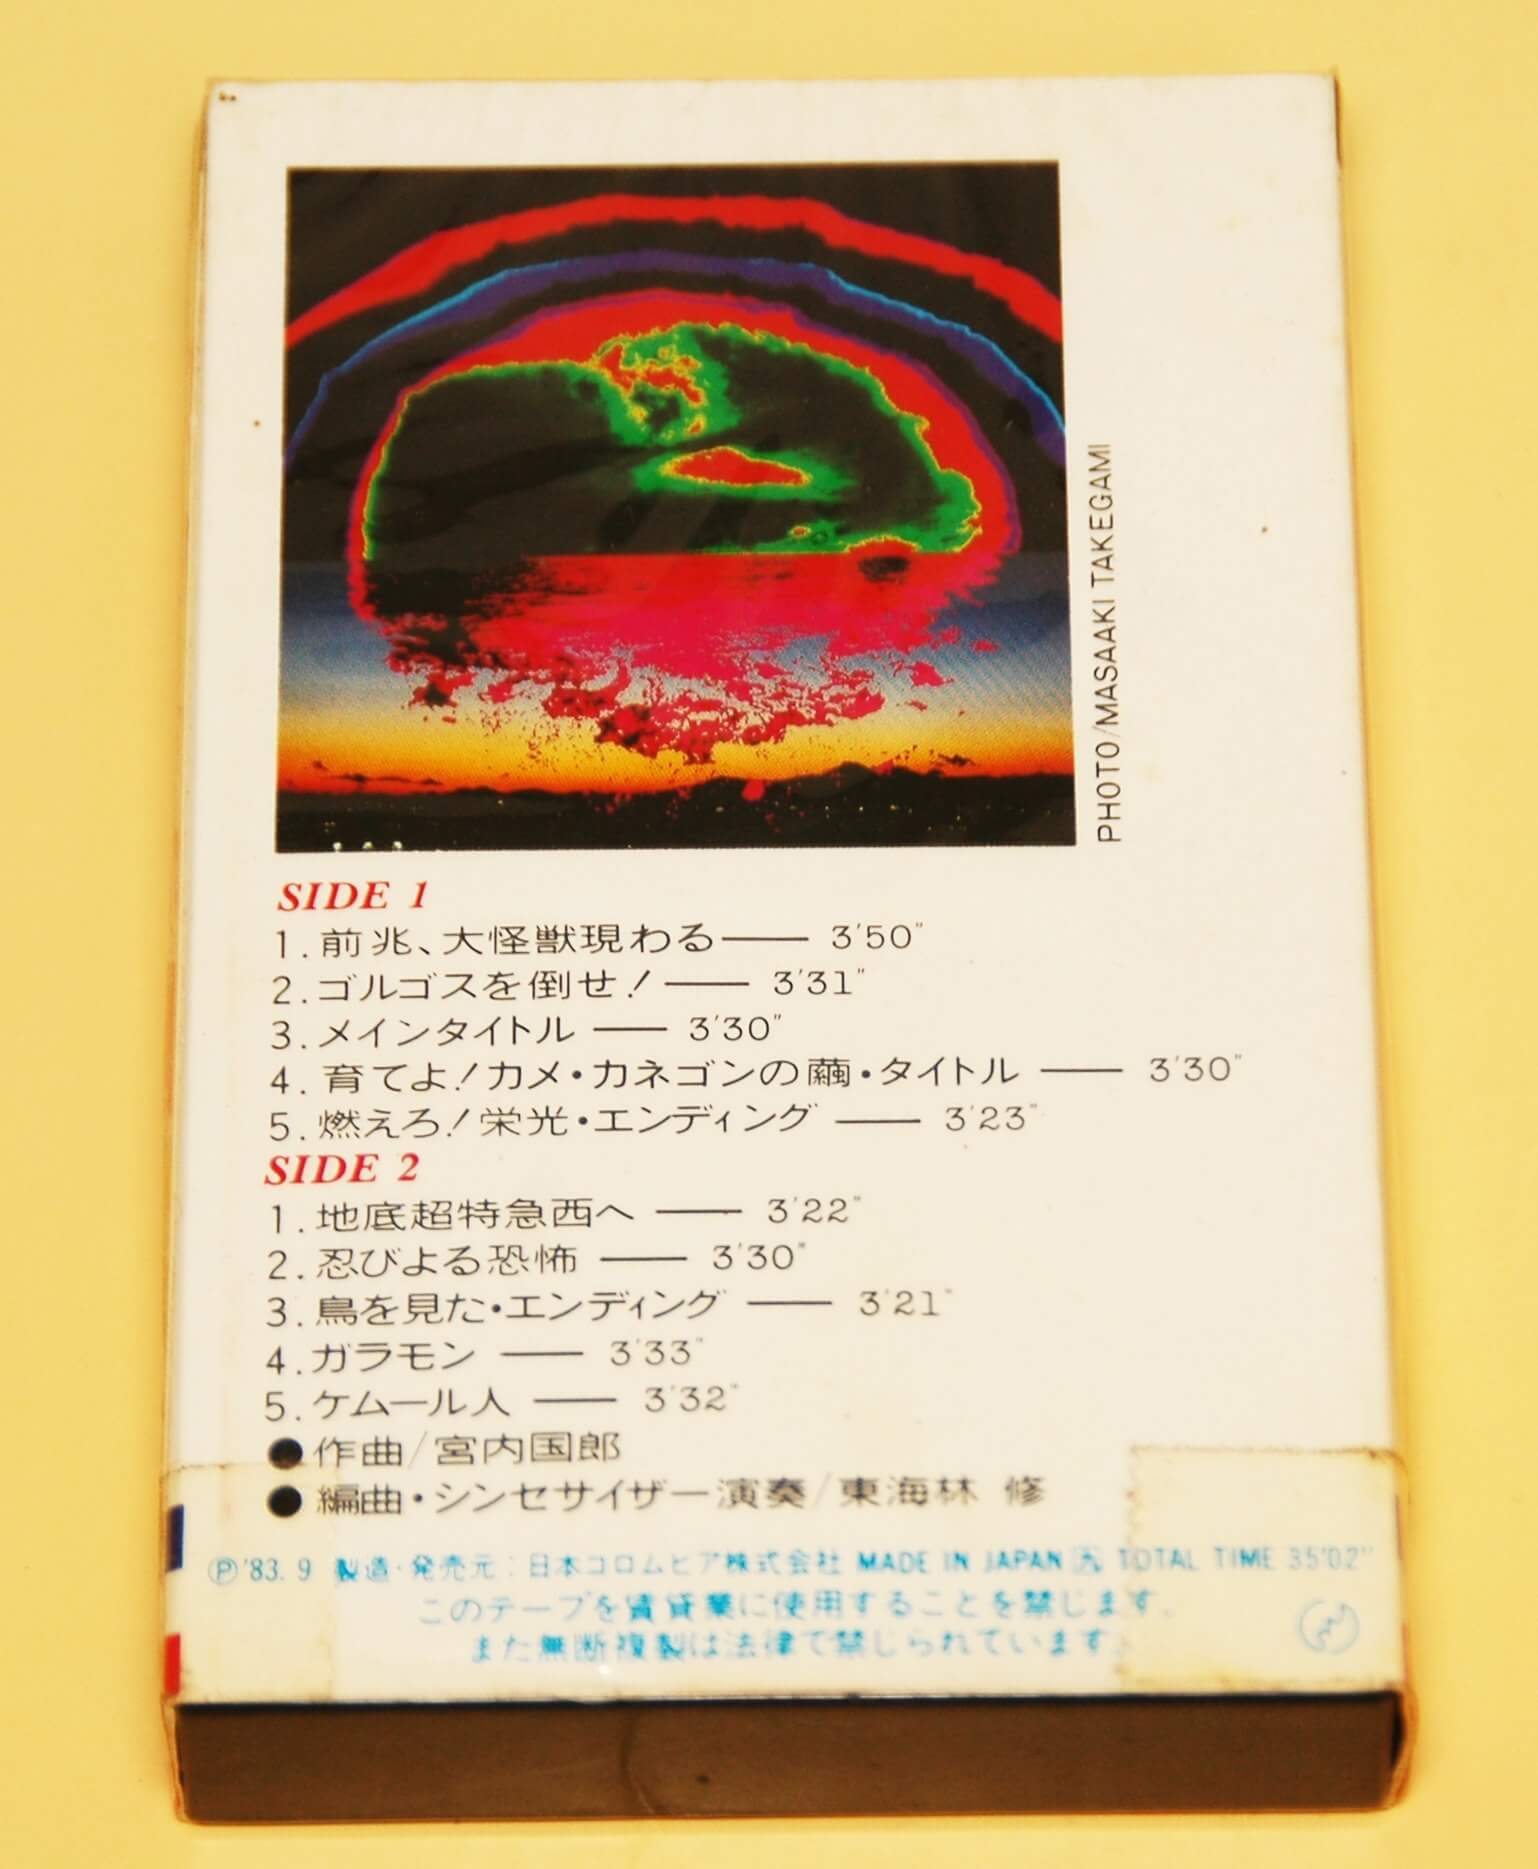 PHOTO/MASAAKI TAKEGAMI
SIDE 1
1.前兆、大怪獣現わる—— 3'50"
2.ゴルゴスを倒せ!—— 3'31"
3.メインタイトル —— 3'30"
4.育てよ!カメ・カネゴンの繭・タイトル —— 3'30"
5.燃えろ!栄光・エンディング —— 3'23"
SIDE 2
1.地底超特急西へ —— 3'22"
2.忍びよる恐怖 —— 3'30"
3.鳥を見た・エンディング —— 3'21"
4.ガラモン —— 3'33"
5.ケムール人 —— 3'32"
●作曲/宮内国郎
●編曲・シンセサイザー演奏/東海林 修
Ⓟ'83.9 製造・発売元:日本コロムビア株式会社 MADE IN JAPAN TOTAL TIME 35'02"
このテープを賃貸業に使用することを禁じます。
また無断複製は法律で禁じられています。